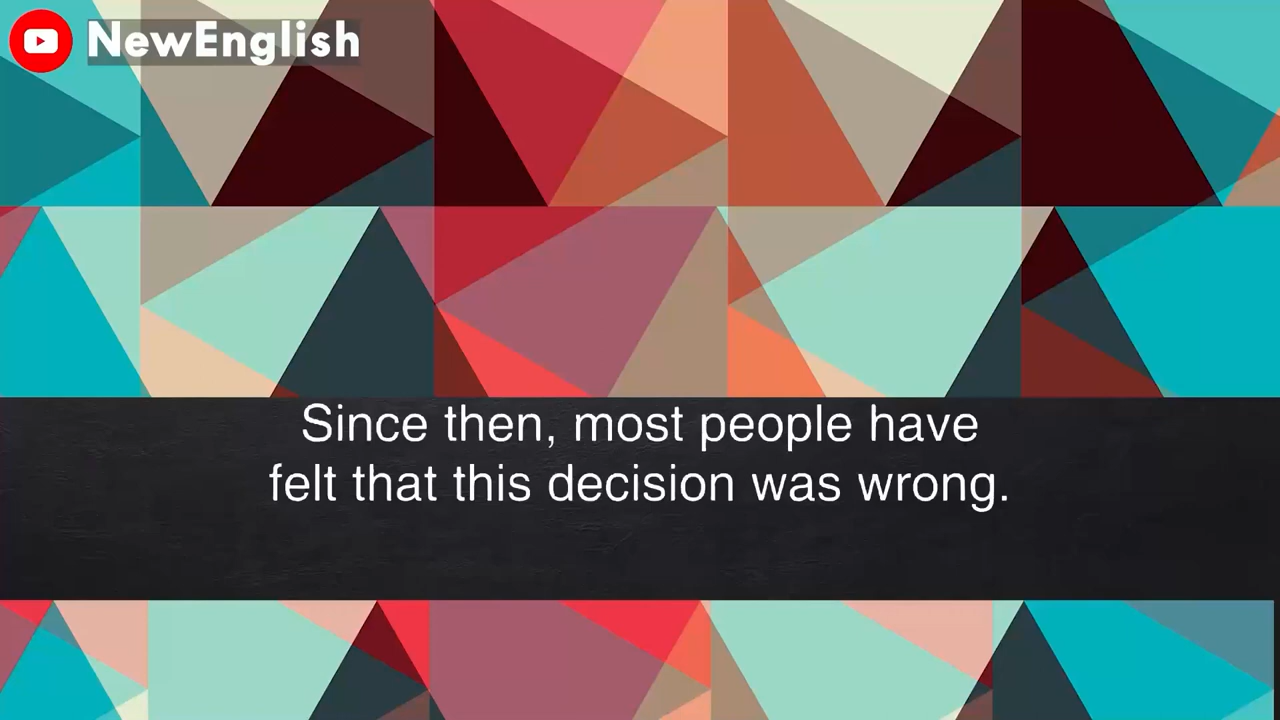 NewEnglish
Since then, most people have
felt that this decision was wrong.